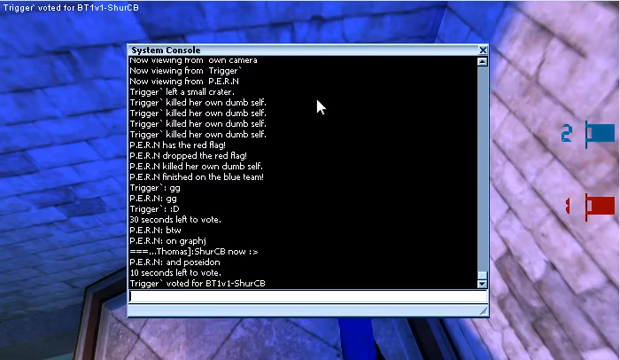 Trigger` voted for BT1v1-ShurCB
System Console
Now viewing from own camera
Now viewing from Trigger`
Now viewing from P.E.R.N
Trigger` left a small crater.
Trigger` killed her own dumb self.
Trigger` killed her own dumb self.
Trigger` killed her own dumb self.
Trigger` killed her own dumb self.
P.E.R.N has the red flag!
P.E.R.N dropped the red flag!
P.E.R.N killed her own dumb self.
P.E.R.N finished on the blue team!
Trigger`: gg
P.E.R.N: gg
Trigger`: :D
30 seconds left to vote.
P.E.R.N: btw
P.E.R.N: on graphj
===...Thomas]:ShurCB now :>
P.E.R.N: and poseidon
10 seconds left to vote.
Trigger` voted for BT1v1-ShurCB
2